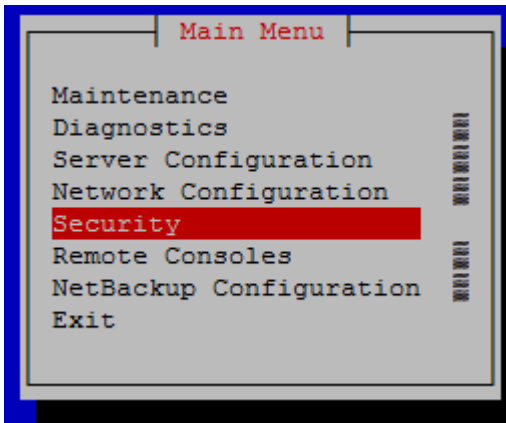 Main Menu
Maintenance
Diagnostics
Server Configuration
Network Configuration
Security
Remote Consoles
NetBackup Configuration
Exit